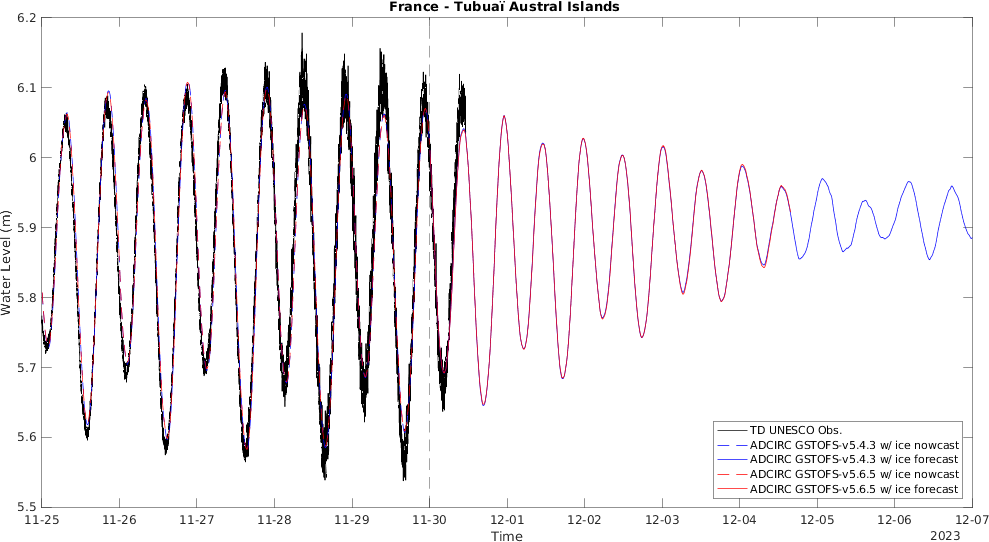 France - Tubuaï Austral Islands
Water Level (m)
6.2
6.1
6
5.9
5.8
5.7
5.6
5.5
TD UNESCO Obs.
ADCIRC GSTOFS-v5.4.3 w/ ice nowcast
ADCIRC GSTOFS-v5.4.3 w/ ice forecast
ADCIRC GSTOFS-v5.6.5 w/ ice nowcast
ADCIRC GSTOFS-v5.6.5 w/ ice forecast
11-25 11-26 11-27 11-28 11-29 11-30 12-01 12-02 12-03 12-04 12-05 12-06 12-07
Time
2023